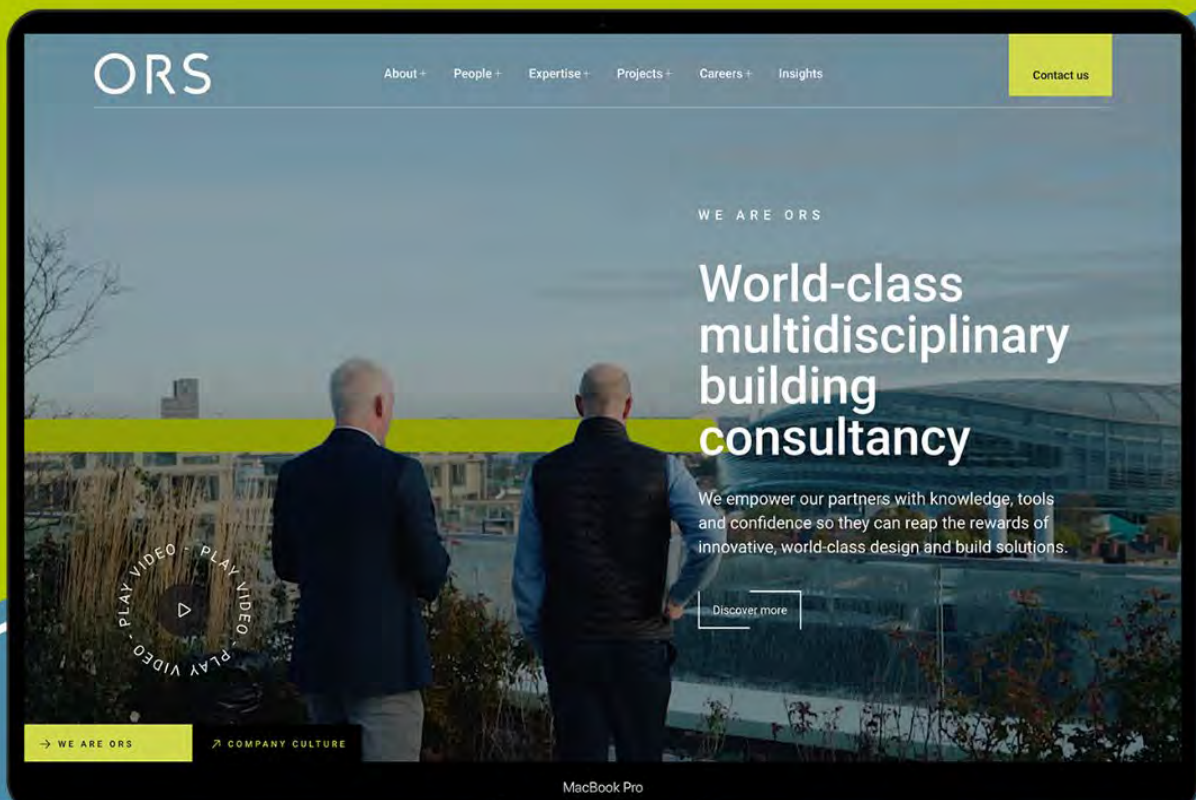 ORS
About +
People +
Expertise +
Projects +
Careers +
Insights
Contact us
WE ARE ORS
World-class
multidisciplinary
building
consultancy
We empower our partners with knowledge, tools
and confidence so they can reap the rewards of
innovative, world-class design and build solutions.
Discover more
PLAY VIDEO - PLAY VIDEO - PLAY VIDEO -
→ WE ARE ORS
↗ COMPANY CULTURE
MacBook Pro